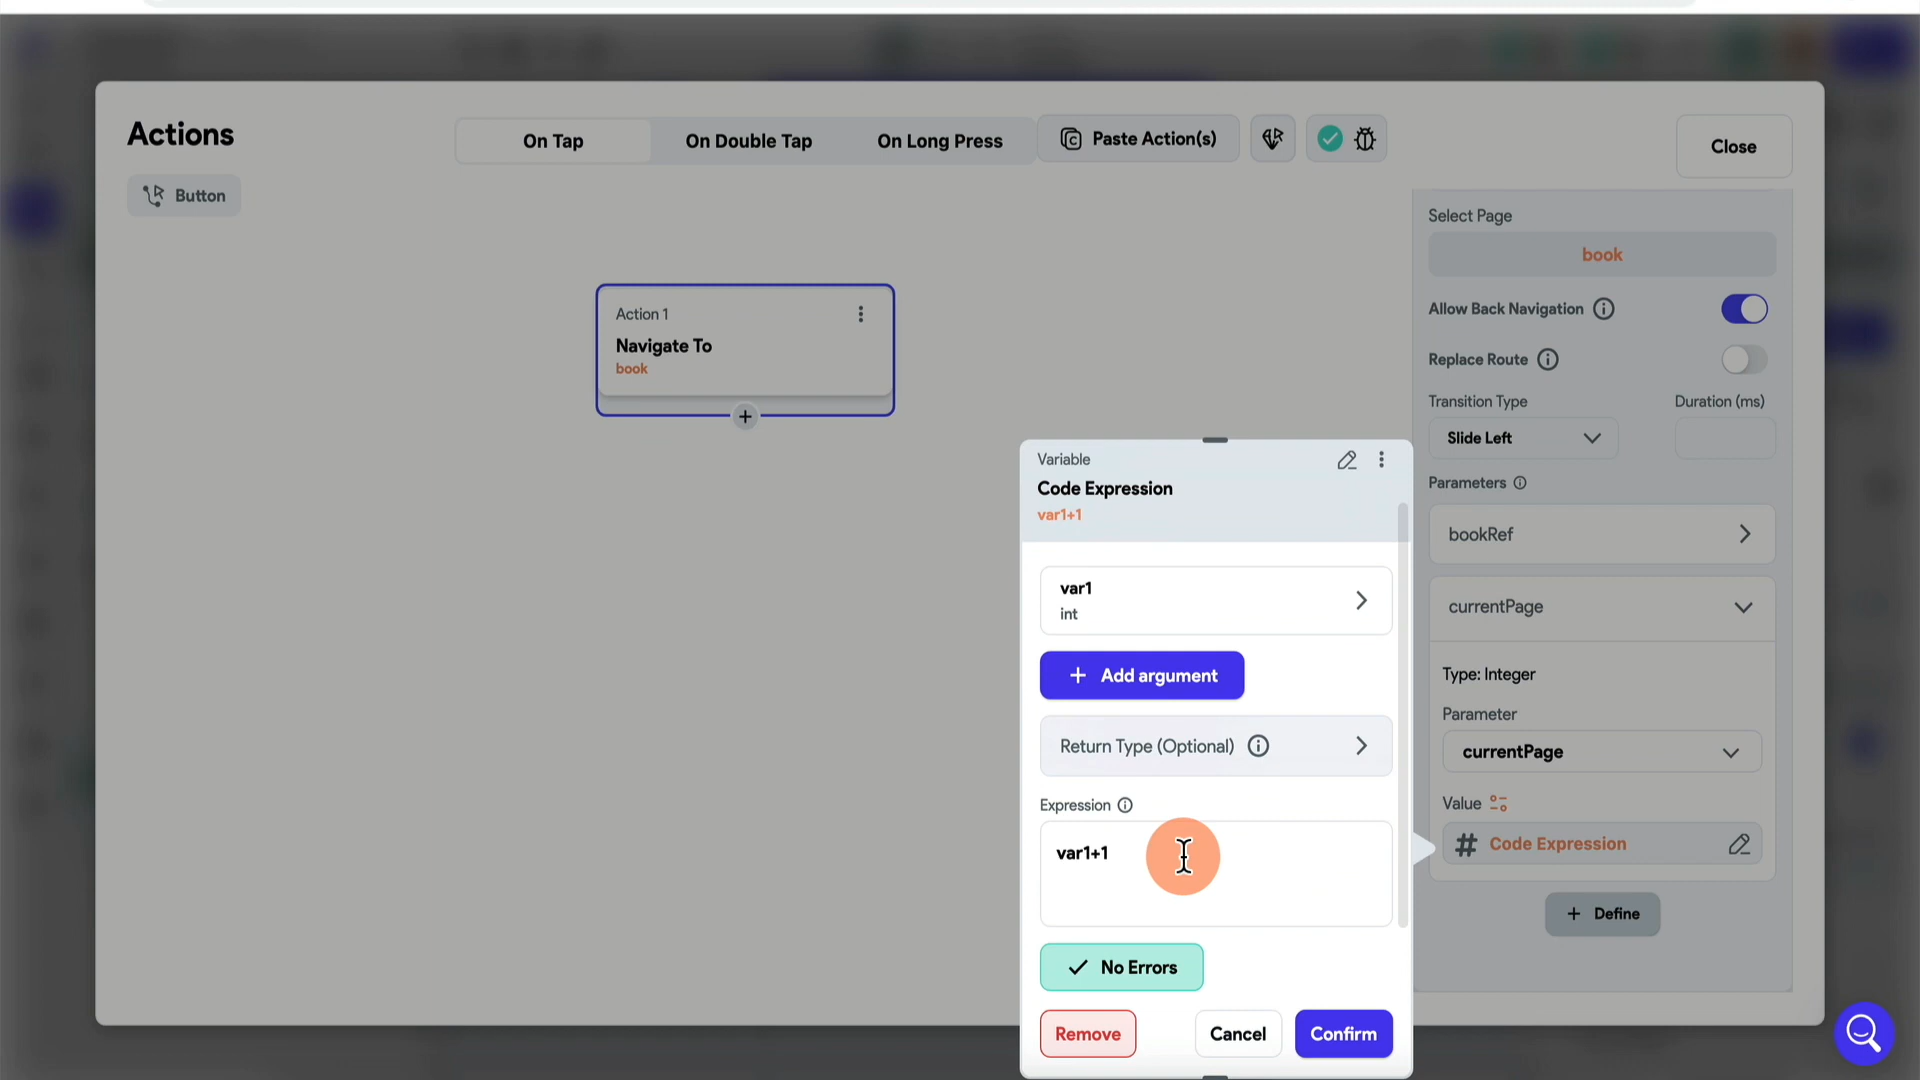 Actions
On Tap
On Double Tap
On Long Press
Paste Action(s)
Close
Button
Action 1
Navigate To
book
Select Page
book
Allow Back Navigation
Replace Route
Transition Type
Duration (ms)
Slide Left
Parameters
bookRef
currentPage
Type: Integer
Parameter
currentPage
Value
Code Expression
+ Define
Variable
Code Expression
var1+1
var1
int
+ Add argument
Return Type (Optional)
Expression
var1+1
No Errors
Remove
Cancel
Confirm